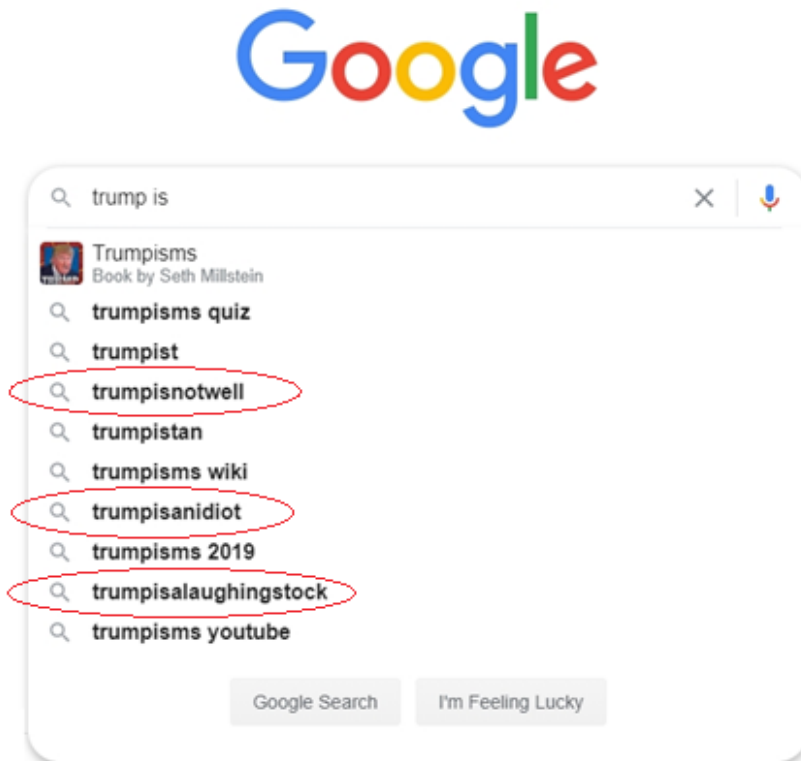 Google
trump is
Trumpisms
Book by Seth Millstein
trumpisms quiz
trumpist
trumpisnotwell
trumpistan
trumpisms wiki
trumpisanidiot
trumpisms 2019
trumpisalaughingstock
trumpisms youtube
Google Search
I'm Feeling Lucky